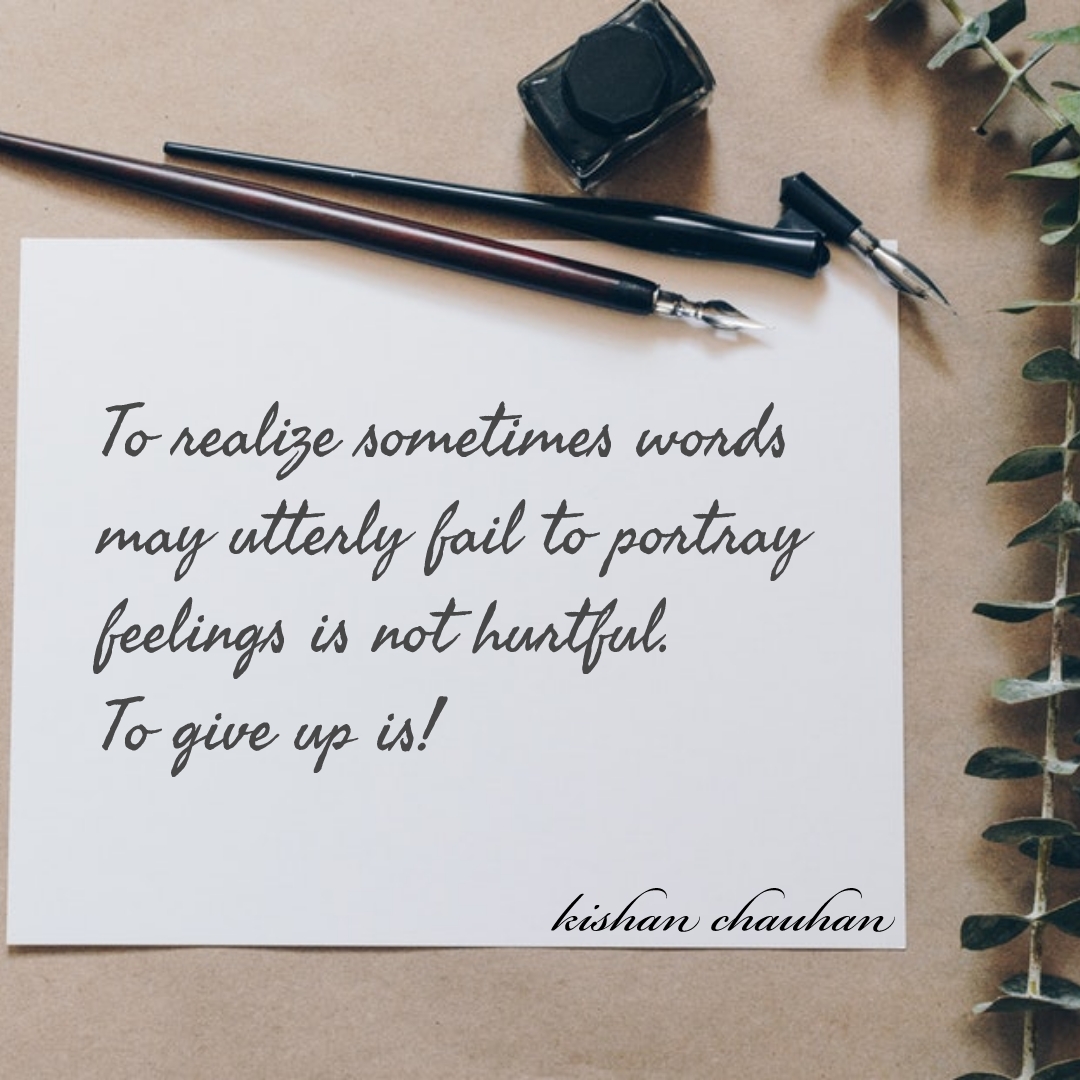 To realize sometimes words
may utterly fail to portray
feelings is not hurtful.
To give up is!
kishan chauhan